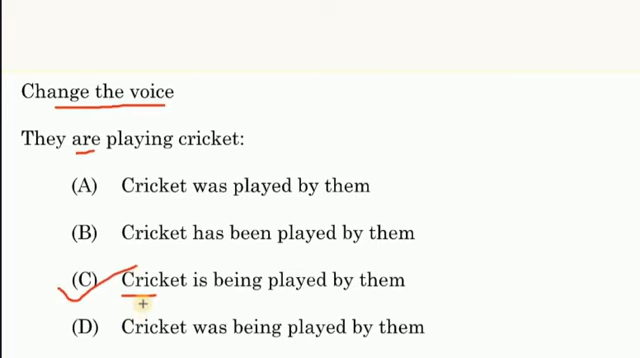 Change the voice
They are playing cricket:
(A) Cricket was played by them
(B) Cricket has been played by them
(C) Cricket is being played by them
(D) Cricket was being played by them